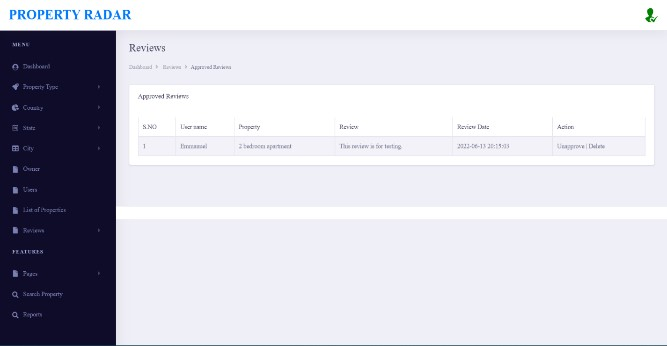 PROPERTY RADAR
MENU
Dashboard
Property Type
Country
State
City
Owner
Users
List of Properties
Reviews
FEATURES
Pages
Search Property
Reports
Reviews
Dashboard > Reviews > Approved Reviews
Approved Reviews
S.NO User name Property Review Review Date Action
1 Emmanuel 2 bedroom apartment This review is for testing. 2022-06-13 20:15:03 Unapprove | Delete